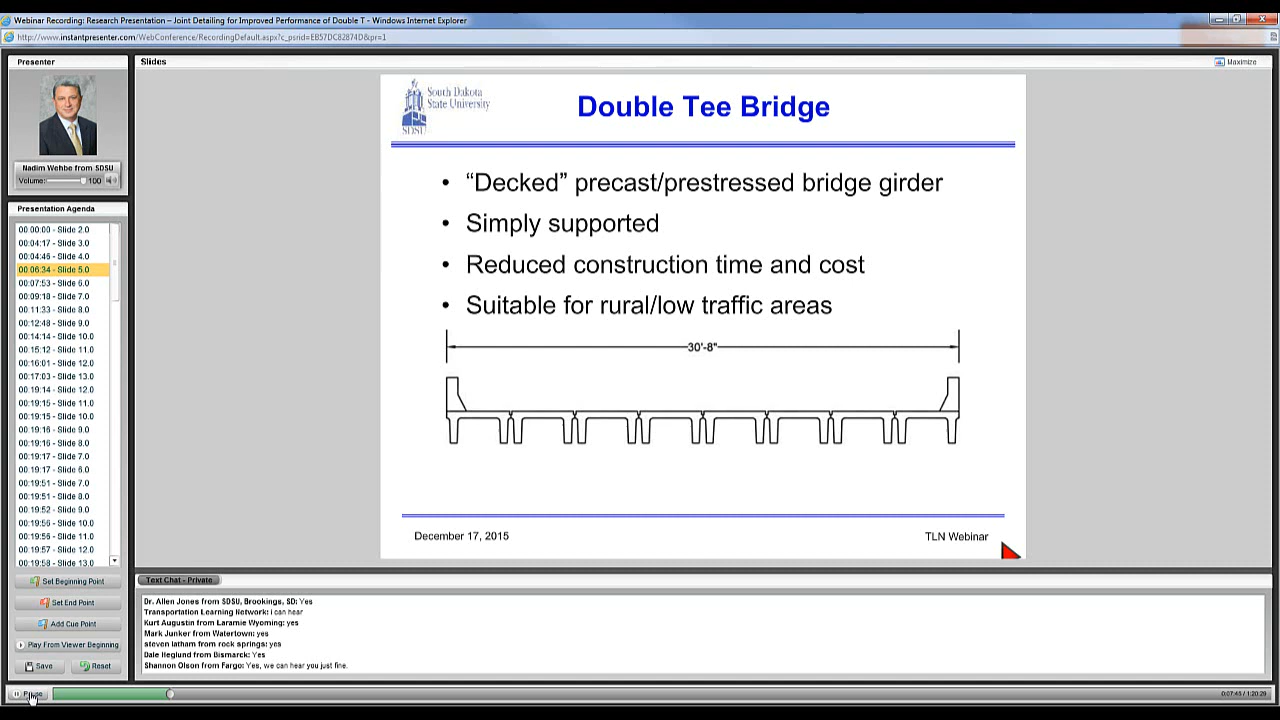 Webinar Recording: Research Presentation – Joint Detailing for Improved Performance of Double T - Windows Internet Explorer
http://www.instantpresenter.com/WebConference/RecordingDefault.aspx?c_psrid=EB57DC82874D&pr=1
Presenter
Nadim Wehbe from SDSU
Volume: 100
Presentation Agenda
00:00:00 - Slide 2.0
00:04:17 - Slide 3.0
00:04:46 - Slide 4.0
00:06:34 - Slide 5.0
00:07:53 - Slide 6.0
00:09:18 - Slide 7.0
00:11:33 - Slide 8.0
00:12:48 - Slide 9.0
00:14:14 - Slide 10.0
00:15:12 - Slide 11.0
00:16:01 - Slide 12.0
00:17:03 - Slide 13.0
00:19:14 - Slide 12.0
00:19:15 - Slide 11.0
00:19:15 - Slide 10.0
00:19:16 - Slide 9.0
00:19:16 - Slide 8.0
00:19:17 - Slide 7.0
00:19:17 - Slide 6.0
00:19:51 - Slide 7.0
00:19:51 - Slide 8.0
00:19:52 - Slide 9.0
00:19:56 - Slide 10.0
00:19:56 - Slide 11.0
00:19:57 - Slide 12.0
00:19:58 - Slide 13.0
Set Beginning Point
Set End Point
Add Cue Point
Play From Viewer Beginning
Save Reset
Slides
Maximize
South Dakota
State University
SDSU
Double Tee Bridge
• “Decked” precast/prestressed bridge girder
• Simply supported
• Reduced construction time and cost
• Suitable for rural/low traffic areas
30'-8"
December 17, 2015
TLN Webinar
Text Chat - Private
Dr. Allen Jones from SDSU, Brookings, SD: Yes
Transportation Learning Network: I can hear
Kurt Augustin from Laramie Wyoming: yes
Mark Junker from Watertown: yes
steven latham from rock springs: yes
Dale Heglund from Bismarck: Yes
Shannon Olson from Fargo: Yes, we can hear you just fine.
Pause
0:07:43 / 1:20:29